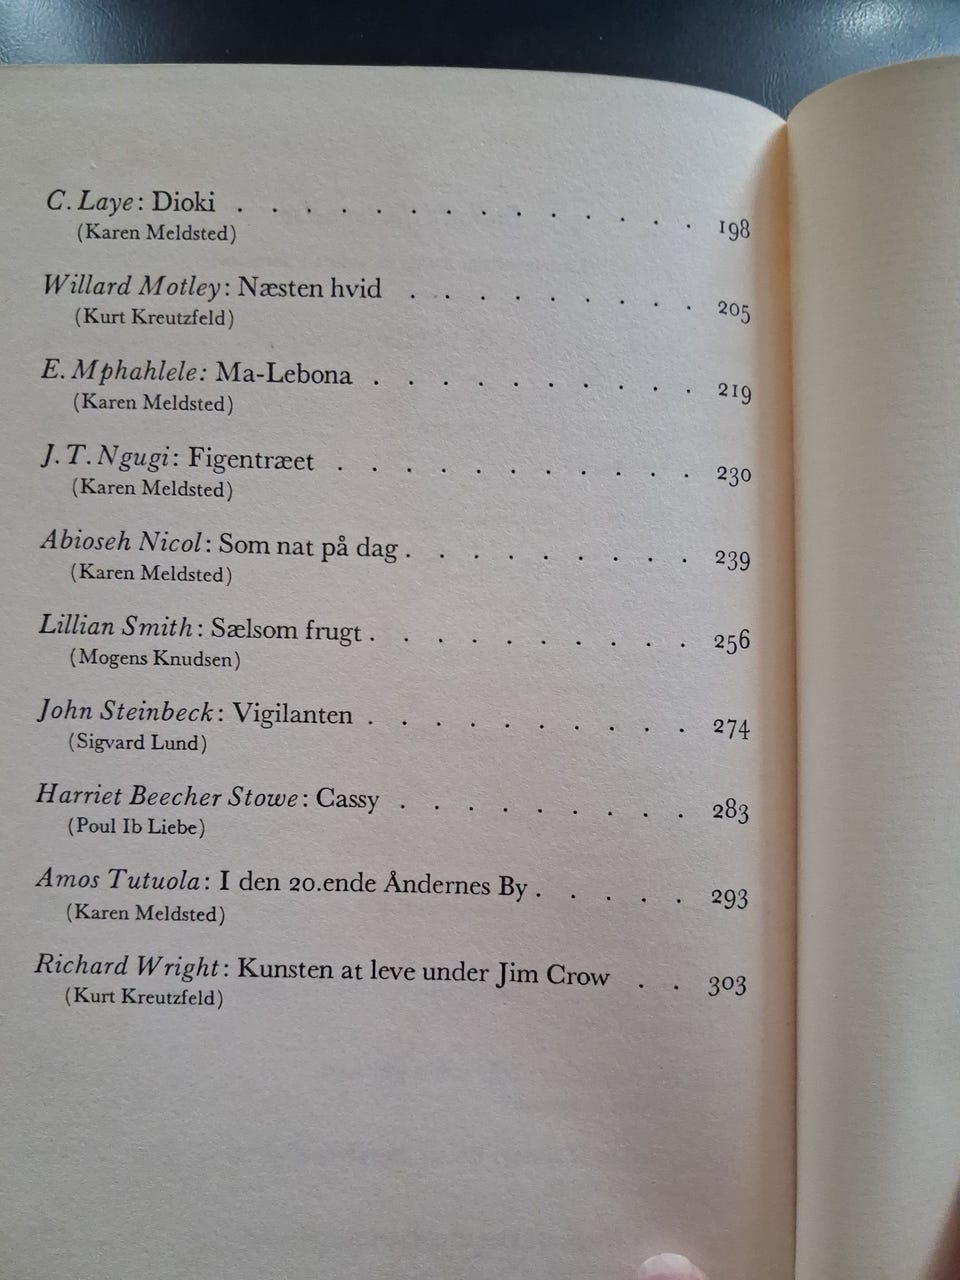 C. Laye: Dioki . . . . . . . . . . . . . . 198
(Karen Meldsted)
Willard Motley: Næsten hvid . . . . . . . . . 205
(Kurt Kreutzfeld)
E. Mphahlele: Ma-Lebona . . . . . . . . . . 219
(Karen Meldsted)
J. T. Ngugi: Figentræet . . . . . . . . . . . 230
(Karen Meldsted)
Abioseh Nicol: Som nat på dag . . . . . . . . . 239
(Karen Meldsted)
Lillian Smith: Sælsom frugt . . . . . . . . . . 256
(Mogens Knudsen)
John Steinbeck: Vigilanten . . . . . . . . . . 274
(Sigvard Lund)
Harriet Beecher Stowe: Cassy . . . . . . . . . 283
(Poul Ib Liebe)
Amos Tutuola: I den 20.ende Åndernes By . . . . . 293
(Karen Meldsted)
Richard Wright: Kunsten at leve under Jim Crow . . 303
(Kurt Kreutzfeld)